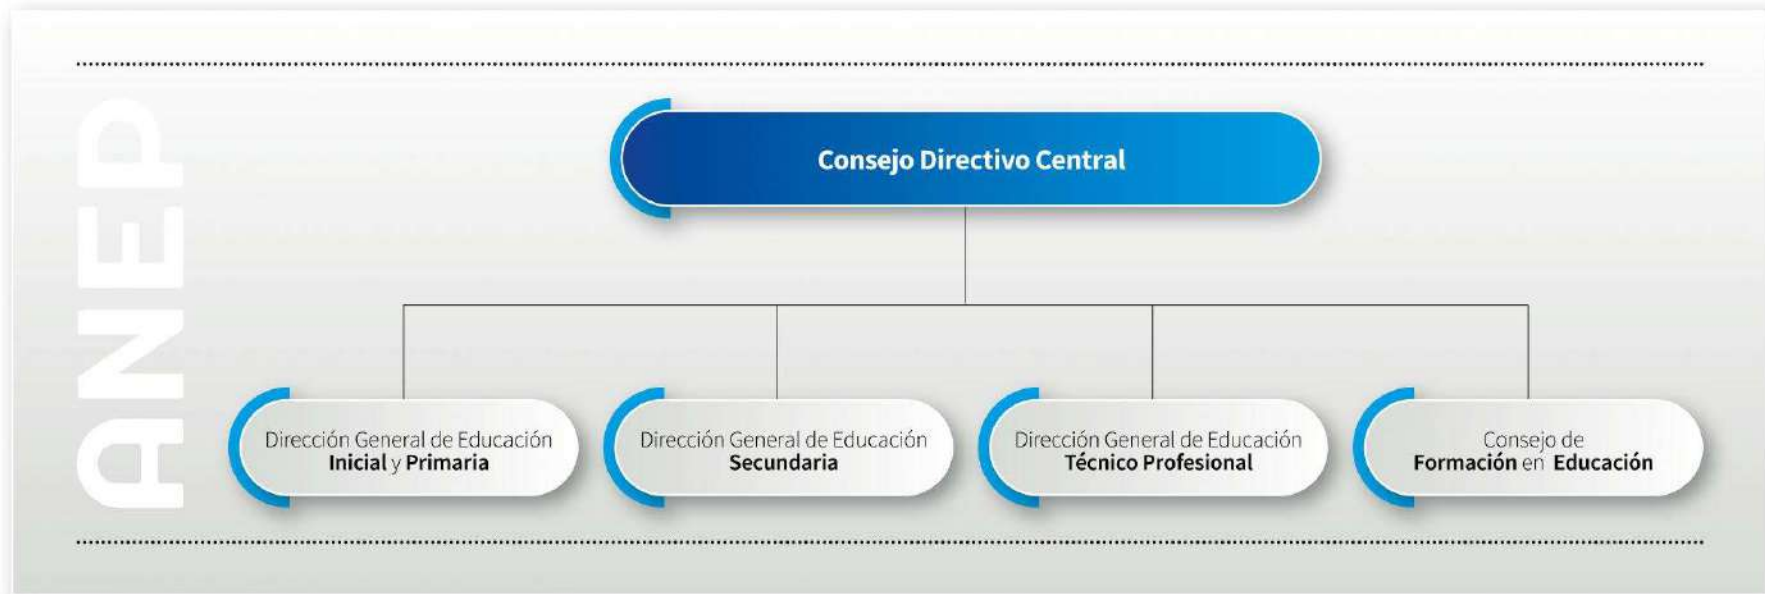 ANEP
Consejo Directivo Central
Dirección General de Educación
Inicial y Primaria
Dirección General de Educación
Secundaria
Dirección General de Educación
Técnico Profesional
Consejo de
Formación en Educación